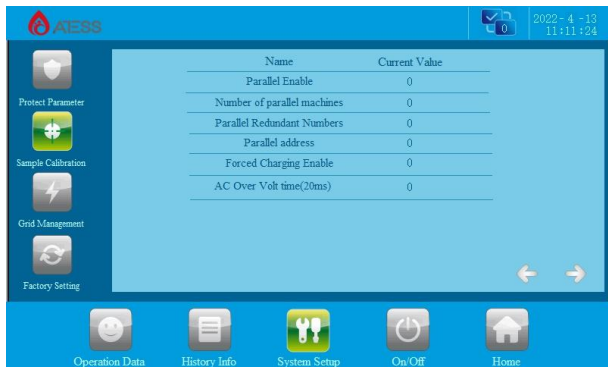 ATESS
0
2022-4-13
11:11:24
Name Current Value
Parallel Enable 0
Number of parallel machines 0
Parallel Redundant Numbers 0
Parallel address 0
Forced Charging Enable 0
AC Over Volt time(20ms) 0
Protect Parameter
Sample Calibration
Grid Management
Factory Setting
Operation Data History Info System Setup On/Off Home